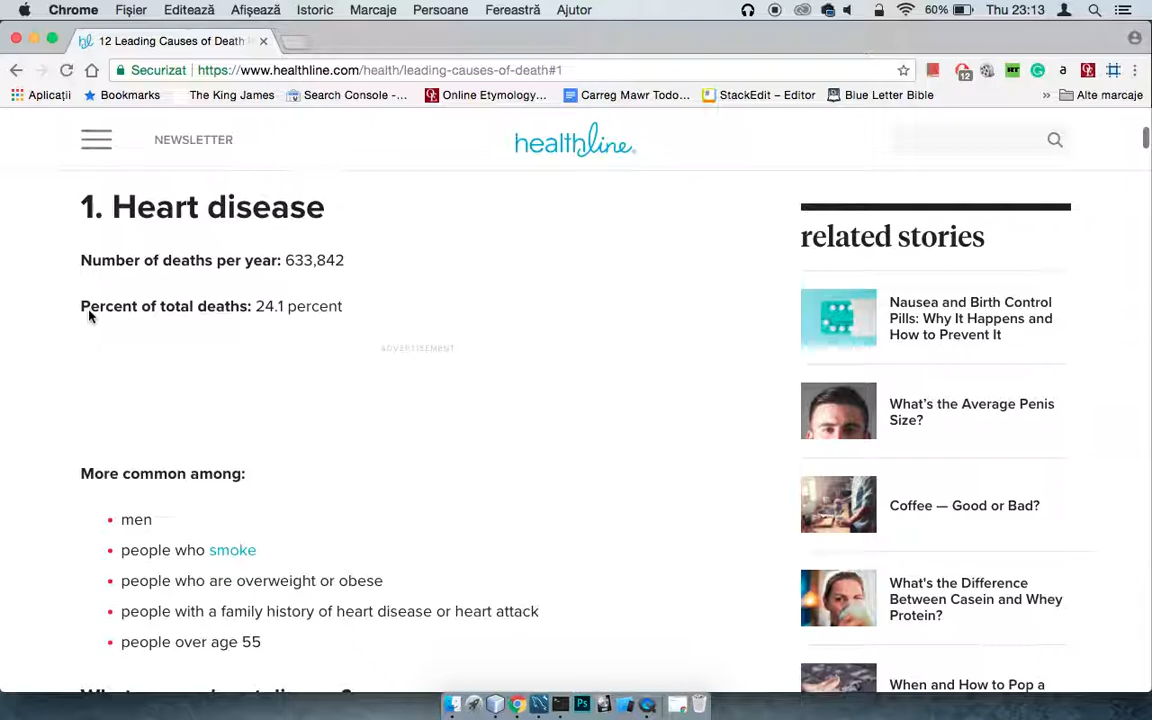 Chrome Fișier Editează Afișează Istoric Marcaje Persoane Fereastră Ajutor 60% Thu 23:13
12 Leading Causes of Death
Securizat https://www.healthline.com/health/leading-causes-of-death#1 12
Aplicații Bookmarks The King James Search Console -... Online Etymology... Carreg Mawr Todo... StackEdit – Editor Blue Letter Bible » Alte marcaje
NEWSLETTER
healthline
1. Heart disease
Number of deaths per year: 633,842
Percent of total deaths: 24.1 percent
ADVERTISEMENT
More common among:
• men
• people who smoke
• people who are overweight or obese
• people with a family history of heart disease or heart attack
• people over age 55
related stories
Nausea and Birth Control
Pills: Why It Happens and
How to Prevent It
What's the Average Penis
Size?
Coffee — Good or Bad?
What's the Difference
Between Casein and Whey
Protein?
When and How to Pop a